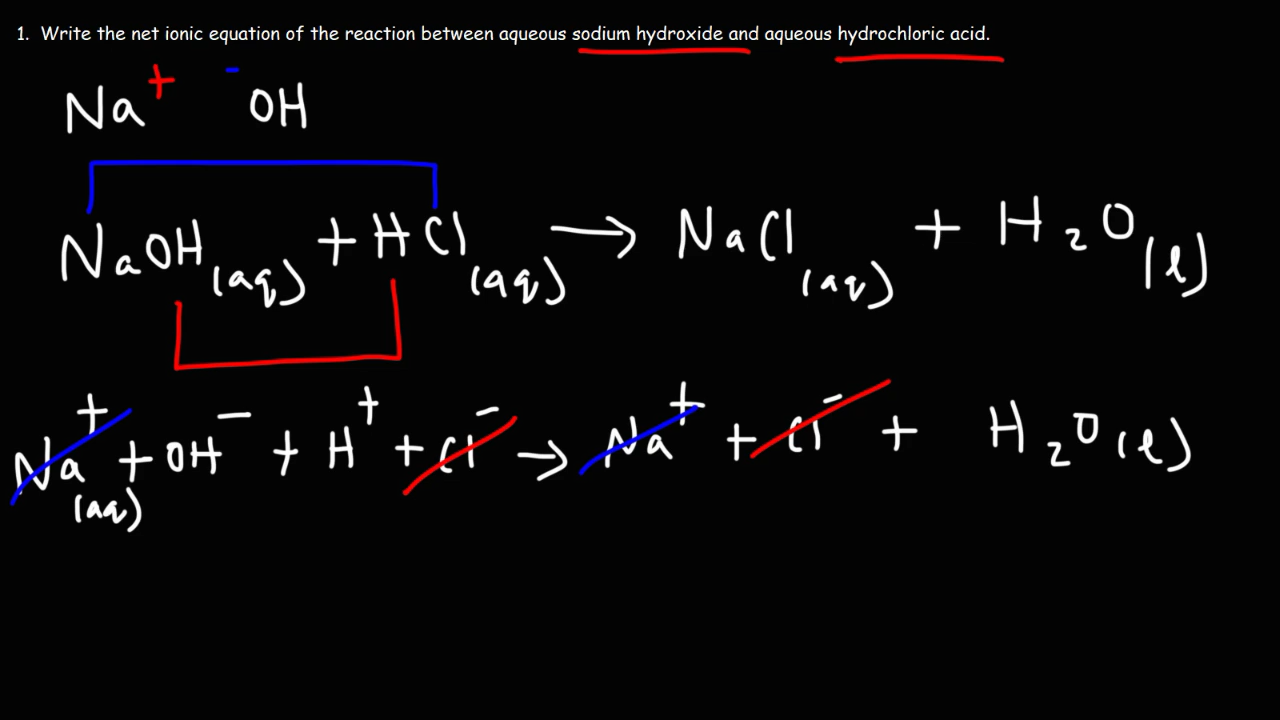 1. Write the net ionic equation of the reaction between aqueous sodium hydroxide and aqueous hydrochloric acid.
Na⁺ ⁻OH
NaOH(aq) + HCl(aq) → NaCl(aq) + H₂O(l)
Na⁺(aq) + OH⁻ + H⁺ + Cl⁻ → Na⁺ + Cl⁻ + H₂O(l)